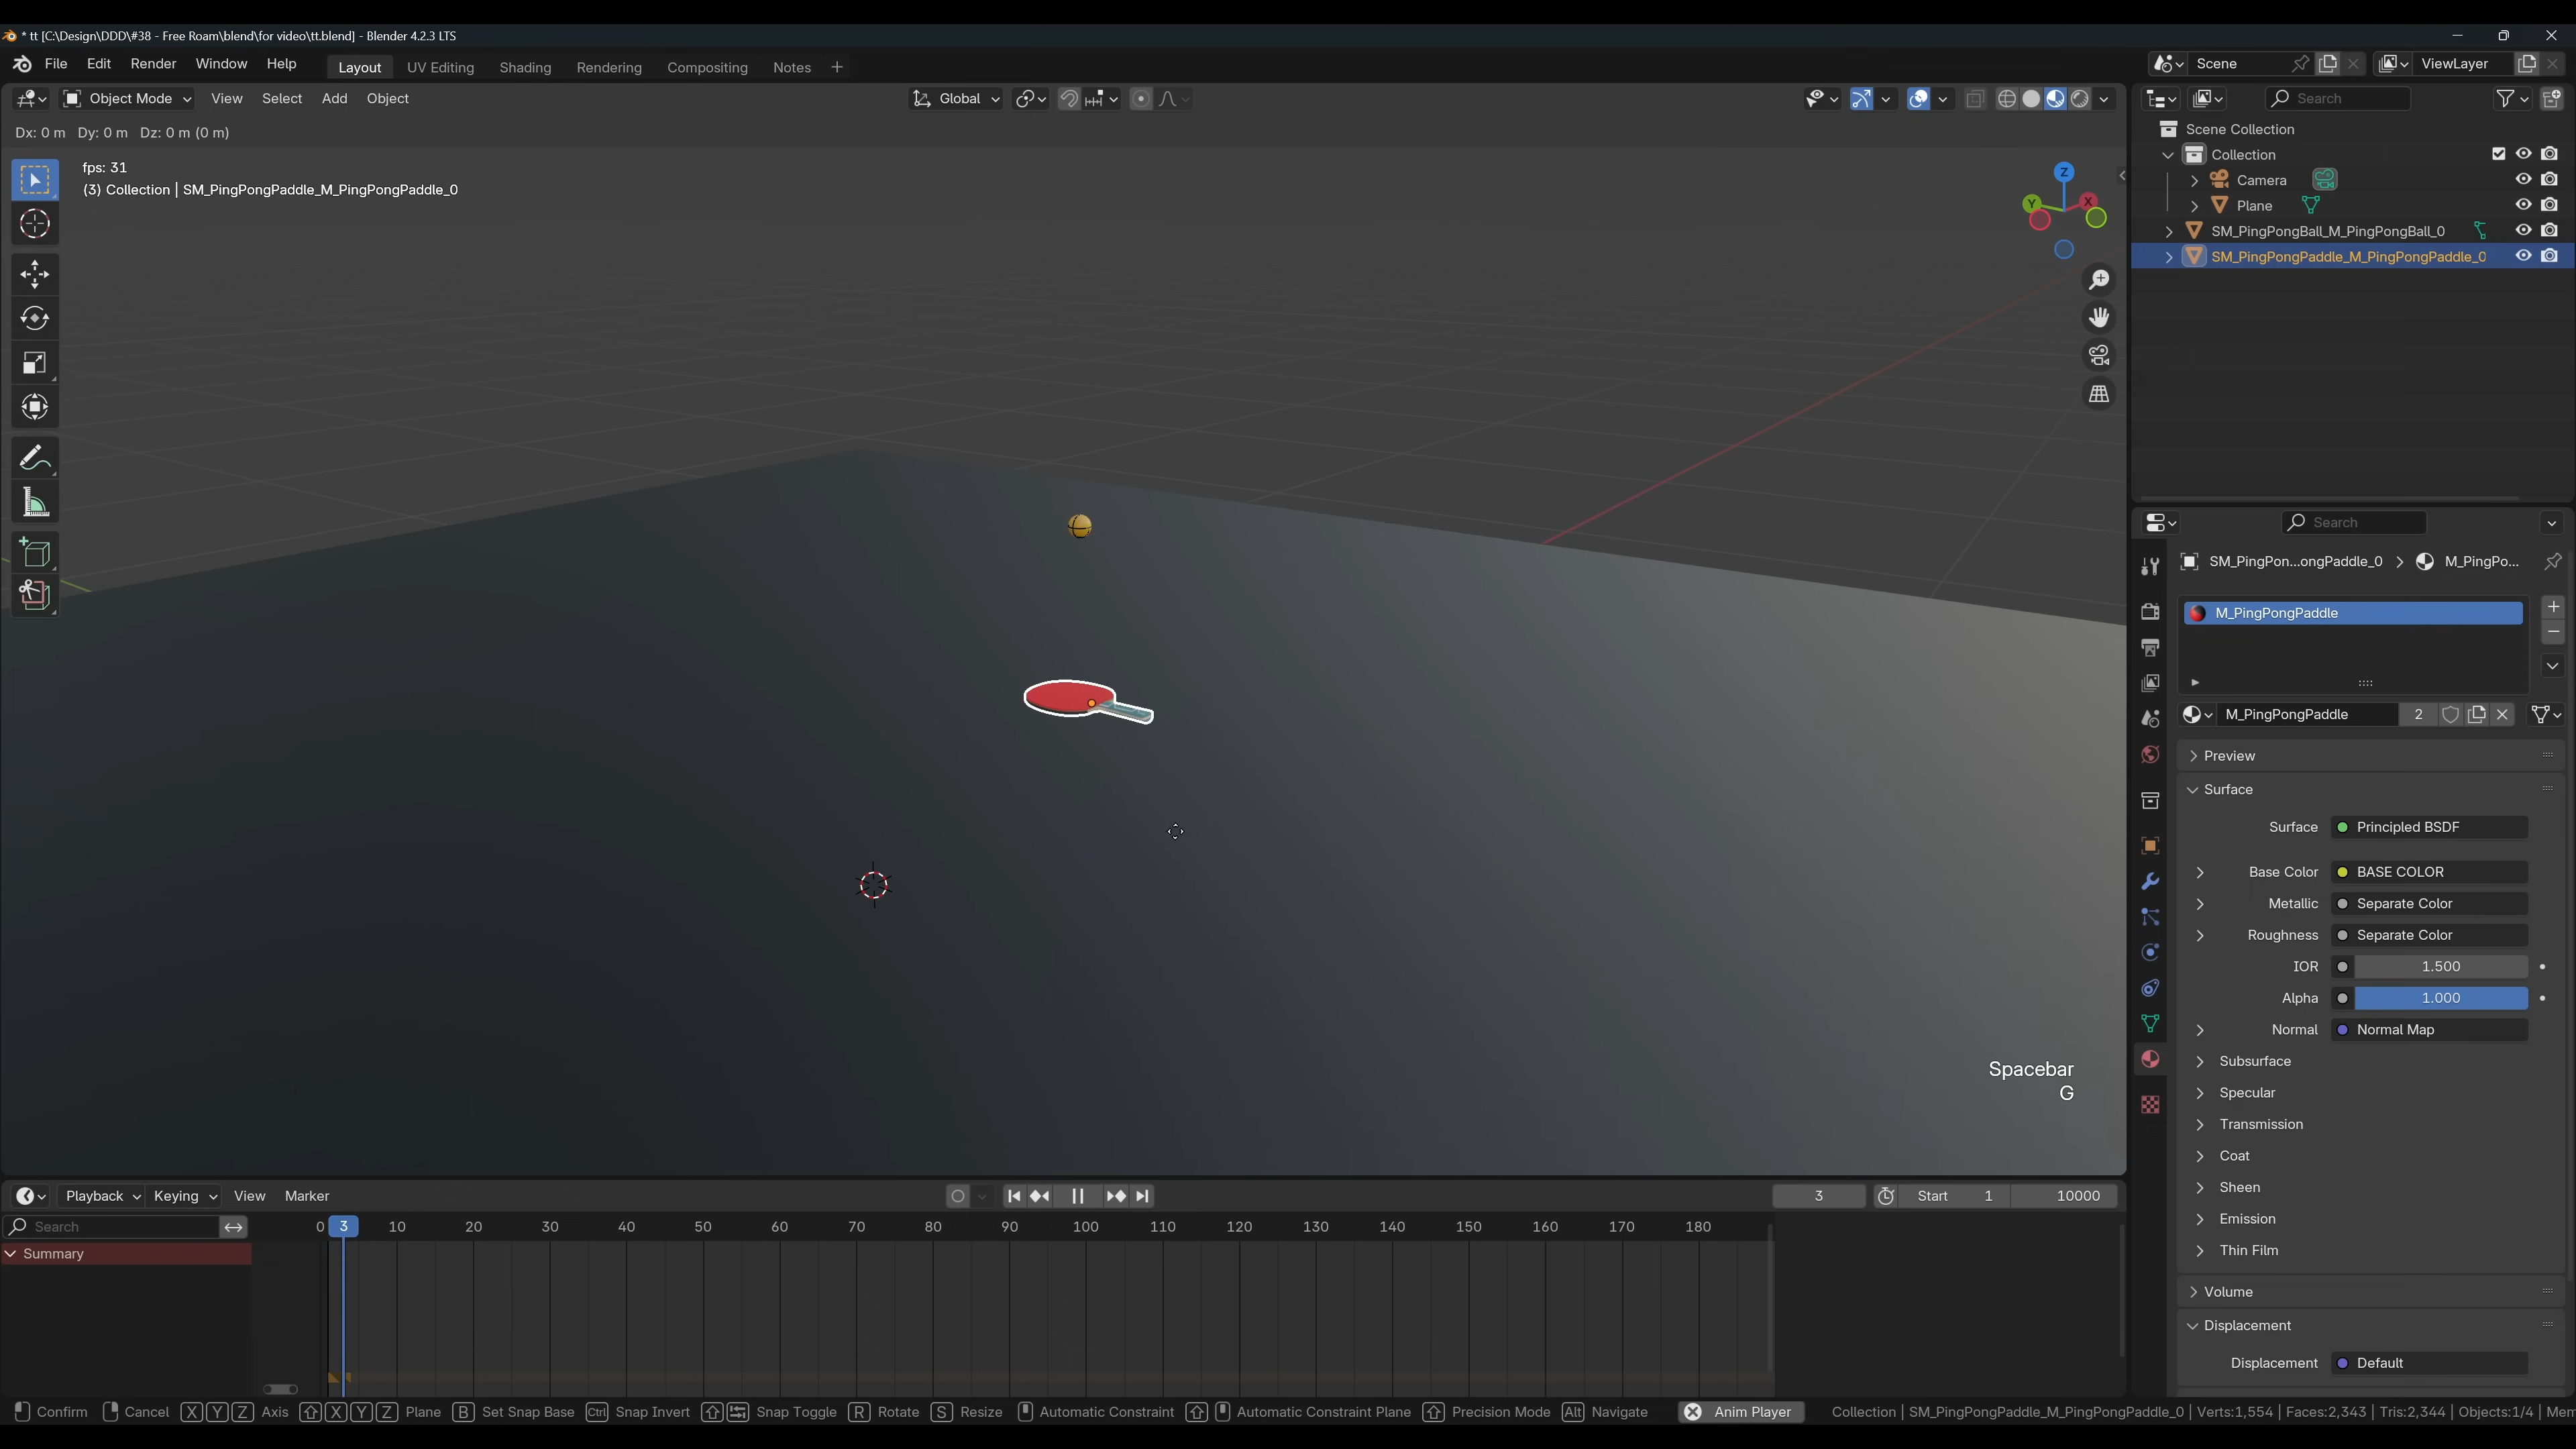 * tt [C:\Design\DDD\#38 - Free Roam\blend\for video\tt.blend] - Blender 4.2.3 LTS
File Edit Render Window Help Layout UV Editing Shading Rendering Compositing Notes + Scene ViewLayer
Object Mode View Select Add Object Global Search
Dx: 0 m Dy: 0 m Dz: 0 m (0 m)
fps: 31
(3) Collection | SM_PingPongPaddle_M_PingPongPaddle_0
Z
Y
X
Scene Collection
Collection
Camera
Plane
SM_PingPongBall_M_PingPongBall_0
SM_PingPongPaddle_M_PingPongPaddle_0
Search
SM_PingPon...ongPaddle_0 M_PingPo...
M_PingPongPaddle
M_PingPongPaddle 2
Preview
Surface
Surface Principled BSDF
Base Color BASE COLOR
Metallic Separate Color
Roughness Separate Color
IOR 1.500
Alpha 1.000
Normal Normal Map
Subsurface
Specular
Transmission
Coat
Sheen
Emission
Thin Film
Volume
Displacement
Displacement Default
Spacebar
G
Playback Keying View Marker 3 Start 1 10000
Search 0 3 10 20 30 40 50 60 70 80 90 100 110 120 130 140 150 160 170 180
Summary
Confirm Cancel X Y Z Axis X Y Z Plane B Set Snap Base Ctrl Snap Invert Snap Toggle R Rotate S Resize Automatic Constraint Automatic Constraint Plane Precision Mode Alt Navigate Anim Player Collection | SM_PingPongPaddle_M_PingPongPaddle_0 | Verts:1,554 | Faces:2,343 | Tris:2,344 | Objects:1/4 | Mem